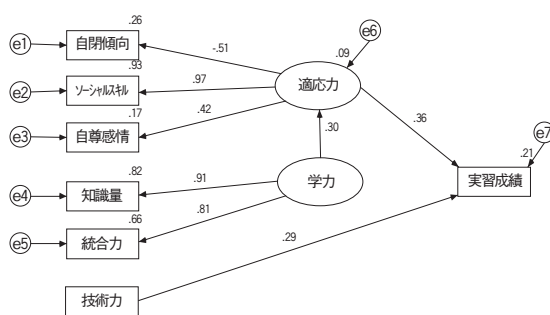 .26
e1
自閉傾向
-.51
.93
e2
ソーシャルスキル
.97
.17
e3
自尊感情
.42
適応力
.09
e6
.30
.36
.82
e4
知識量
.91
学力
.66
e5
統合力
.81
e7
.21
実習成績
.29
技術力